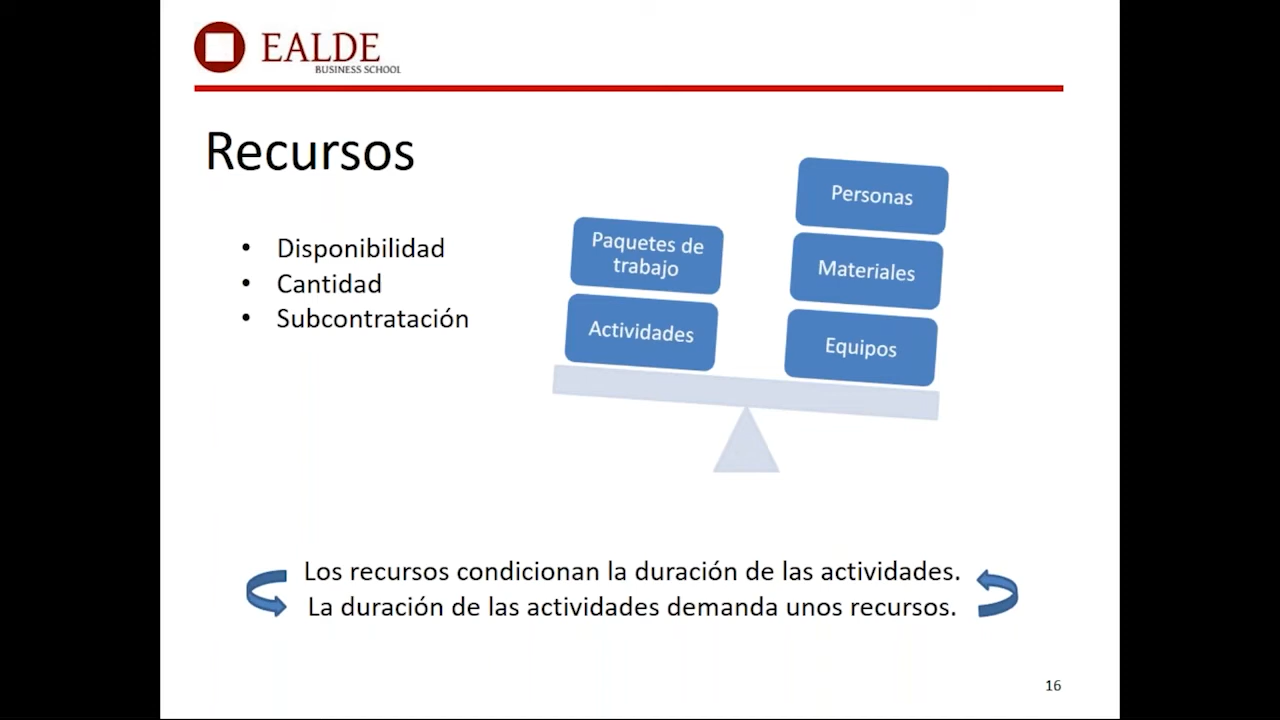 EALDE
BUSINESS SCHOOL
Recursos
• Disponibilidad
• Cantidad
• Subcontratación
Paquetes de
trabajo
Actividades
Personas
Materiales
Equipos
Los recursos condicionan la duración de las actividades.
La duración de las actividades demanda unos recursos.
16